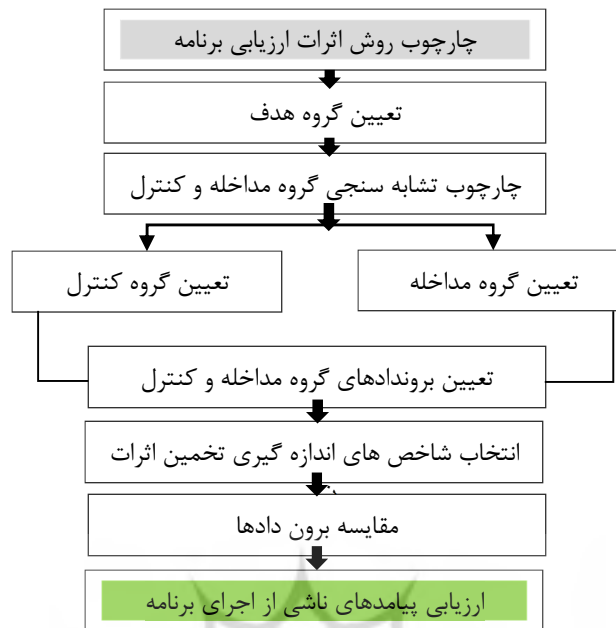 چارچوب روش اثرات ارزیابی برنامه
تعیین گروه هدف
چارچوب تشابه سنجی گروه مداخله و کنترل
تعیین گروه مداخله
تعیین گروه کنترل
تعیین بروندادهای گروه مداخله و کنترل
انتخاب شاخص های اندازه گیری تخمین اثرات
مقایسه برون دادها
ارزیابی پیامدهای ناشی از اجرای برنامه